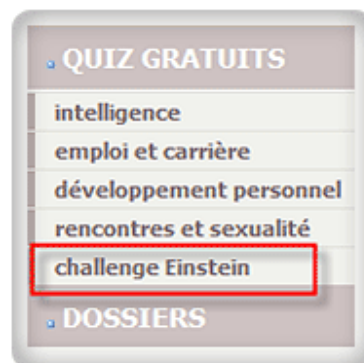 QUIZ GRATUITS
intelligence
emploi et carrière
développement personnel
rencontres et sexualité
challenge Einstein
DOSSIERS